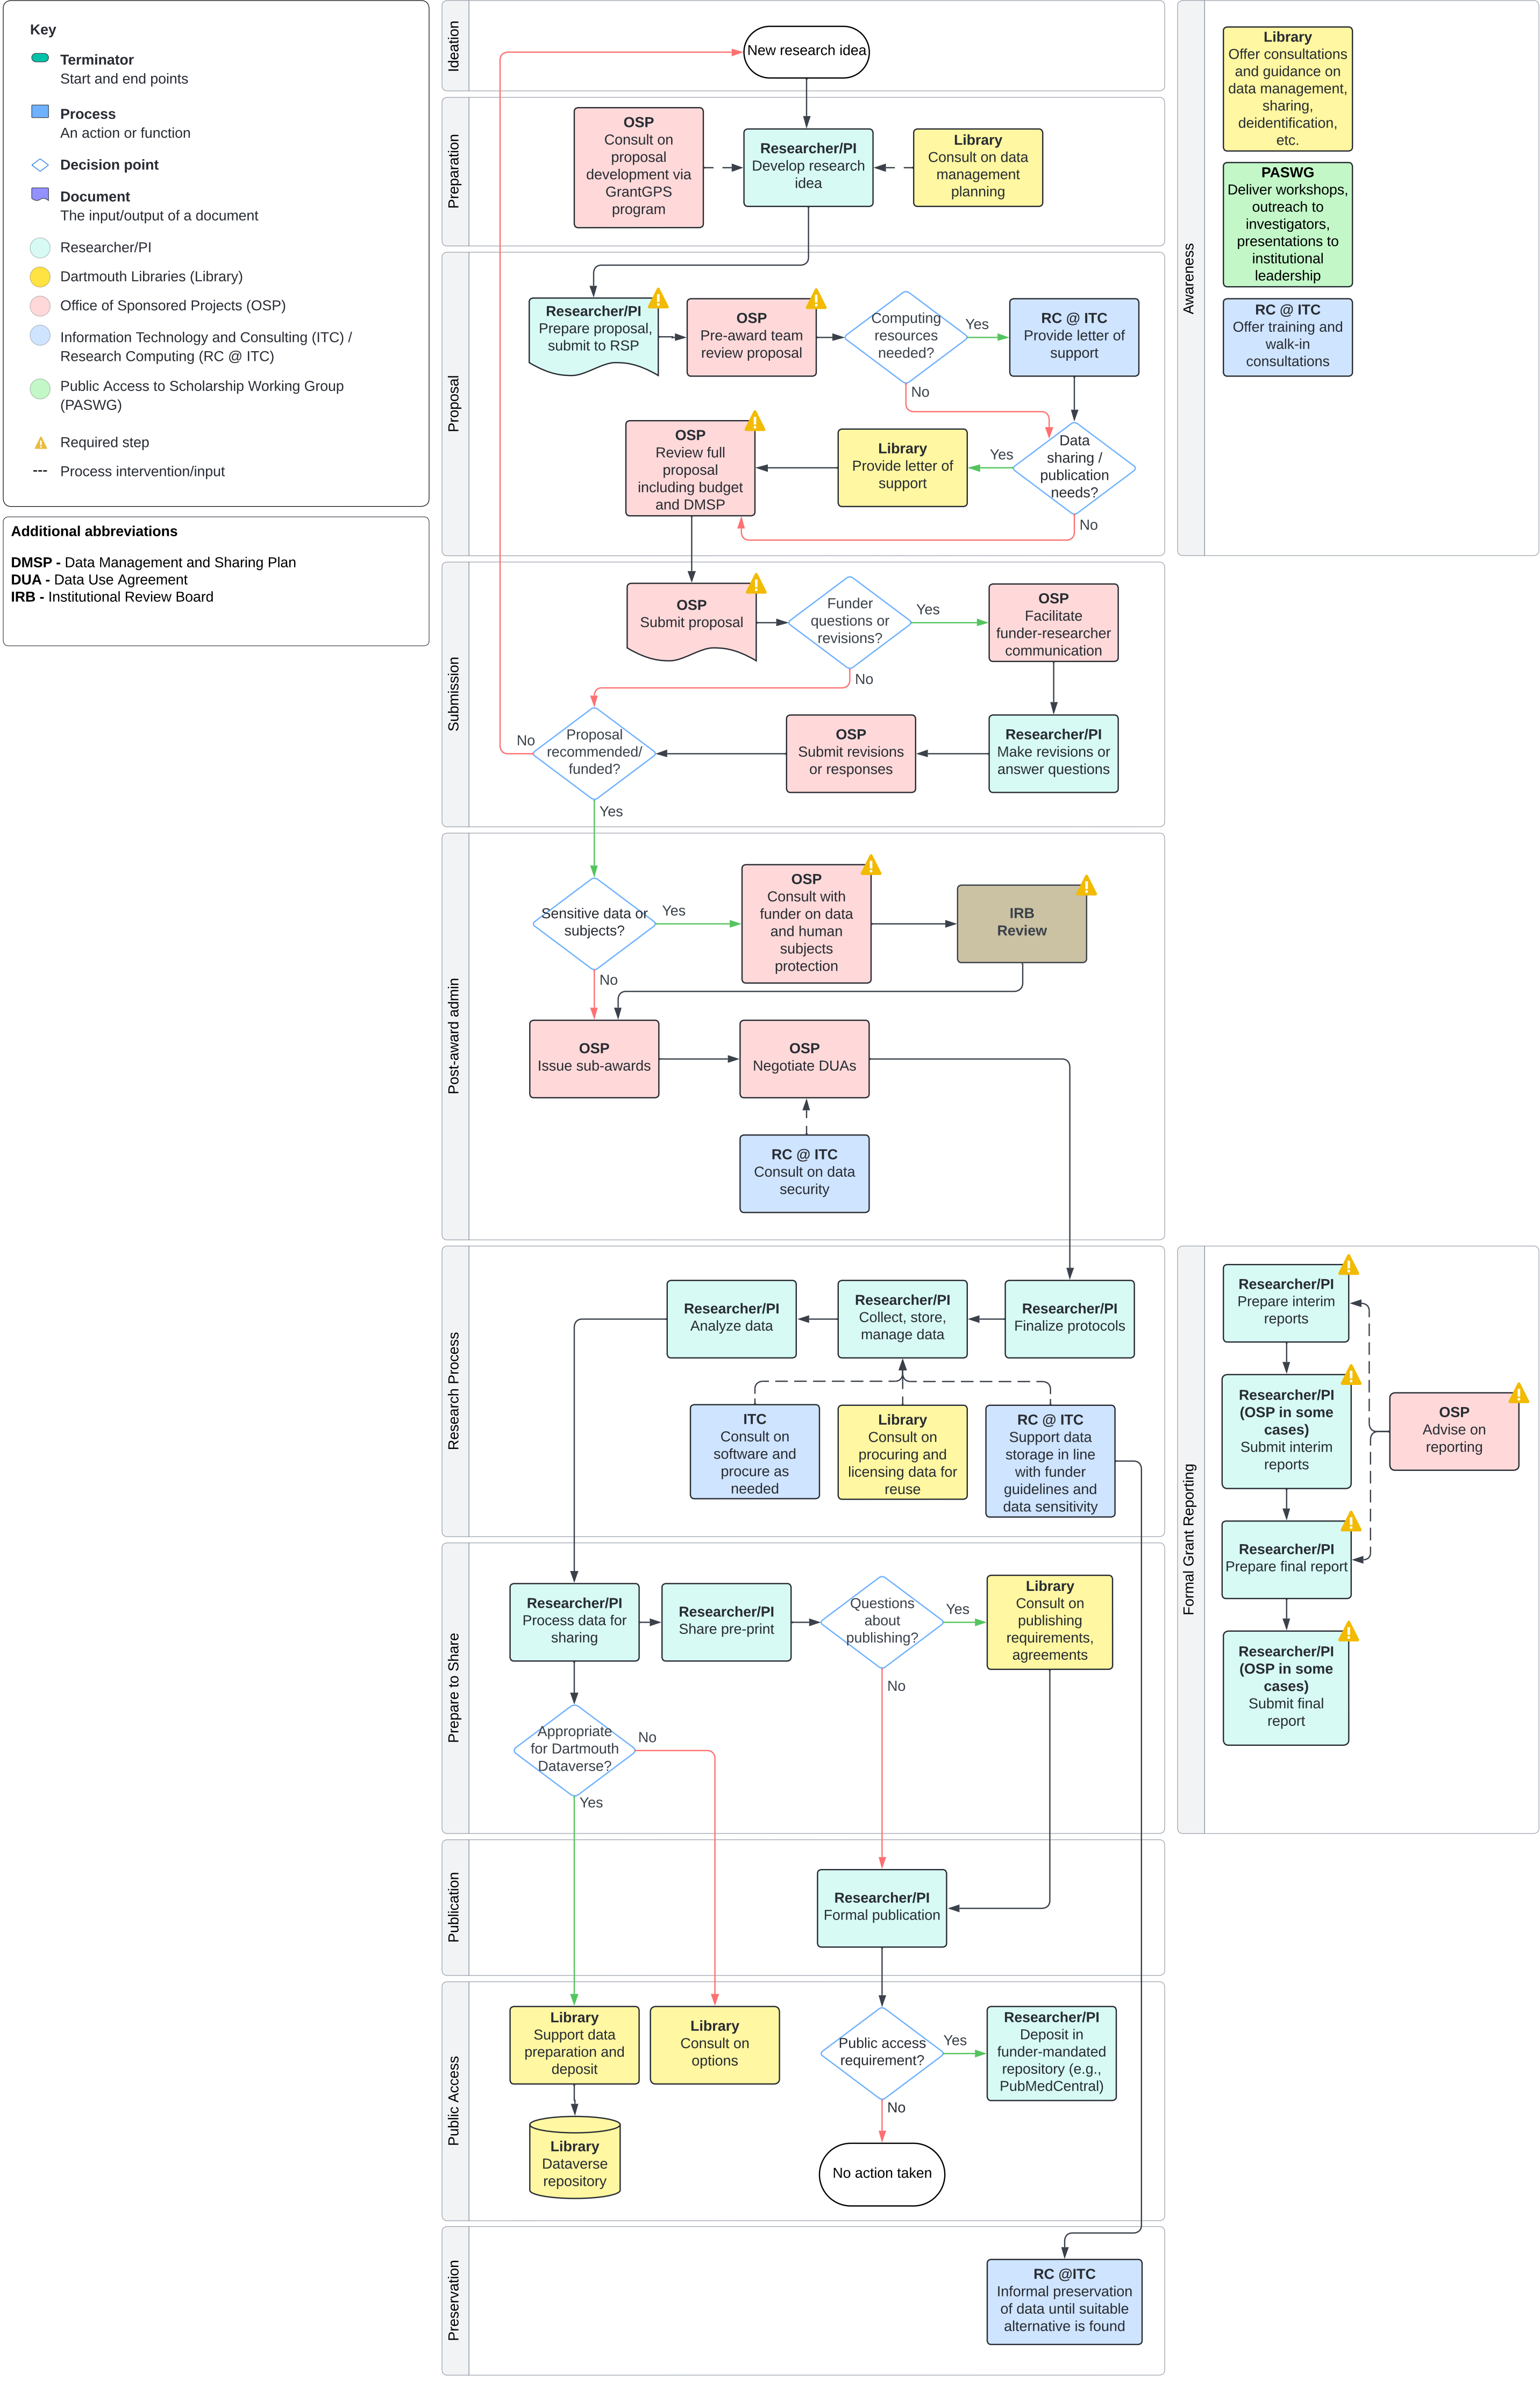 Key
Terminator
Start and end points
Process
An action or function
Decision point
Document
The input/output of a document
Researcher/PI
Dartmouth Libraries (Library)
Office of Sponsored Projects (OSP)
Information Technology and Consulting (ITC) /
Research Computing (RC @ ITC)
Public Access to Scholarship Working Group
(PASWG)
Required step
Process intervention/input
Additional abbreviations
DMSP - Data Management and Sharing Plan
DUA - Data Use Agreement
IRB - Institutional Review Board
Ideation
New research idea
Preparation
OSP
Consult on
proposal
development via
GrantGPS
program
Researcher/PI
Develop research
idea
Library
Consult on data
management
planning
Proposal
Researcher/PI
Prepare proposal,
submit to RSP
OSP
Pre-award team
review proposal
Computing
resources
needed?
Yes
No
RC @ ITC
Provide letter of
support
Data
sharing /
publication
needs?
Yes
No
Library
Provide letter of
support
OSP
Review full
proposal
including budget
and DMSP
Submission
OSP
Submit proposal
Funder
questions or
revisions?
Yes
No
OSP
Facilitate
funder-researcher
communication
Researcher/PI
Make revisions or
answer questions
OSP
Submit revisions
or responses
Proposal
recommended/
funded?
No
Yes
Post-award admin
Sensitive data or
subjects?
Yes
No
OSP
Consult with
funder on data
and human
subjects
protection
IRB
Review
OSP
Issue sub-awards
OSP
Negotiate DUAs
RC @ ITC
Consult on data
security
Research Process
Researcher/PI
Analyze data
Researcher/PI
Collect, store,
manage data
Researcher/PI
Finalize protocols
ITC
Consult on
software and
procure as
needed
Library
Consult on
procuring and
licensing data for
reuse
RC @ ITC
Support data
storage in line
with funder
guidelines and
data sensitivity
Prepare to Share
Researcher/PI
Process data for
sharing
Researcher/PI
Share pre-print
Questions
about
publishing?
Yes
No
Library
Consult on
publishing
requirements,
agreements
Appropriate
for Dartmouth
Dataverse?
No
Yes
Publication
Researcher/PI
Formal publication
Public Access
Library
Support data
preparation and
deposit
Library
Consult on
options
Public access
requirement?
Yes
No
Researcher/PI
Deposit in
funder-mandated
repository (e.g.,
PubMedCentral)
Library
Dataverse
repository
No action taken
Preservation
RC @ITC
Informal preservation
of data until suitable
alternative is found
Awareness
Library
Offer consultations
and guidance on
data management,
sharing,
deidentification,
etc.
PASWG
Deliver workshops,
outreach to
investigators,
presentations to
institutional
leadership
RC @ ITC
Offer training and
walk-in
consultations
Formal Grant Reporting
Researcher/PI
Prepare interim
reports
Researcher/PI
(OSP in some
cases)
Submit interim
reports
OSP
Advise on
reporting
Researcher/PI
Prepare final report
Researcher/PI
(OSP in some
cases)
Submit final
report